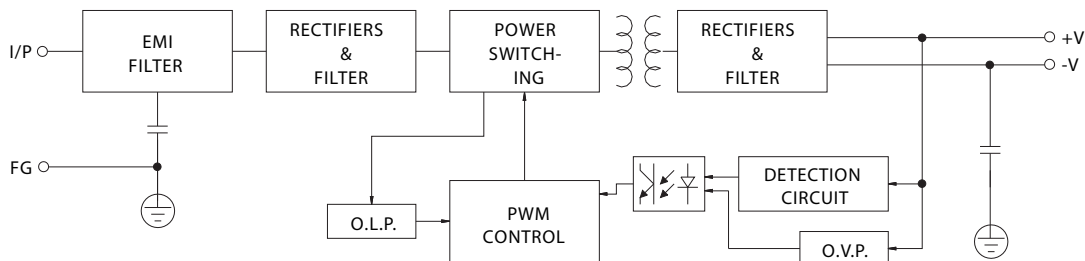 I/P
EMI
FILTER
RECTIFIERS
&
FILTER
POWER
SWITCH-
ING
RECTIFIERS
&
FILTER
+V
-V
FG
O.L.P.
PWM
CONTROL
DETECTION
CIRCUIT
O.V.P.